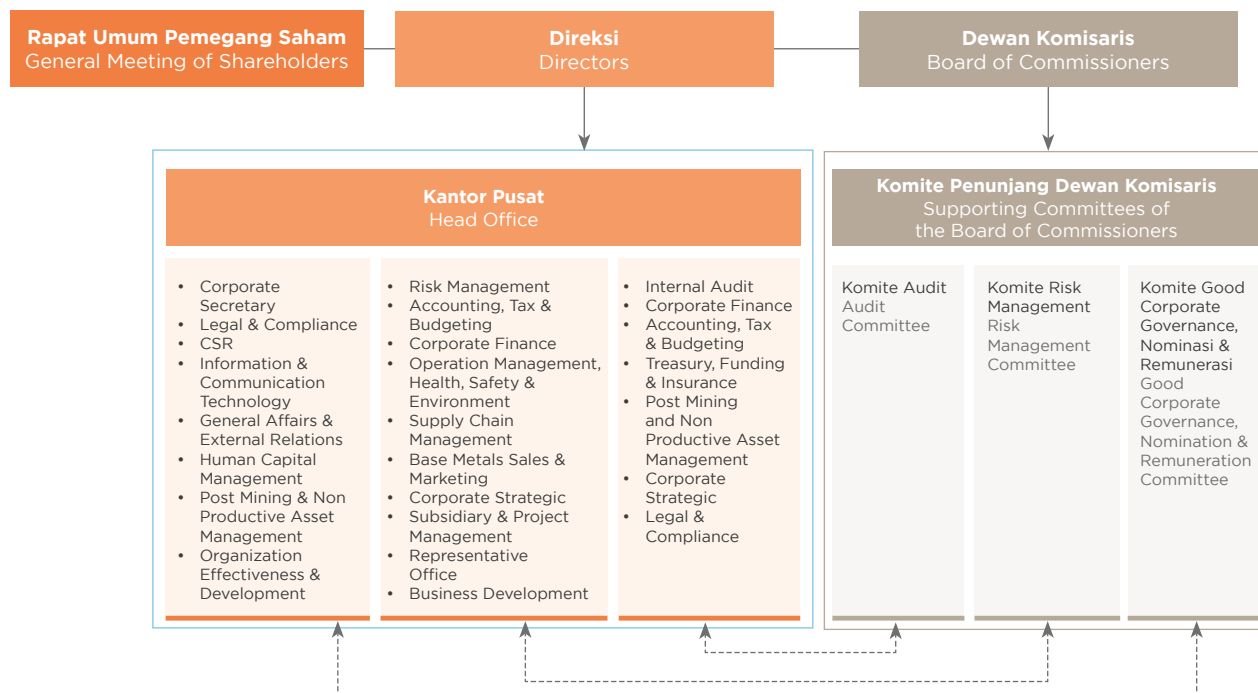 Rapat Umum Pemegang Saham
General Meeting of Shareholders
Direksi
Directors
Dewan Komisaris
Board of Commissioners
Kantor Pusat
Head Office
• Corporate
Secretary
• Legal & Compliance
• CSR
• Information &
Communication
Technology
• General Affairs &
External Relations
• Human Capital
Management
• Post Mining & Non
Productive Asset
Management
• Organization
Effectiveness &
Development
• Risk Management
• Accounting, Tax &
Budgeting
• Corporate Finance
• Operation Management,
Health, Safety &
Environment
• Supply Chain
Management
• Base Metals Sales &
Marketing
• Corporate Strategic
• Subsidiary & Project
Management
• Representative
Office
• Business Development
• Internal Audit
• Corporate Finance
• Accounting, Tax
& Budgeting
• Treasury, Funding
& Insurance
• Post Mining
and Non
Productive Asset
Management
• Corporate
Strategic
• Legal &
Compliance
Komite Penunjang Dewan Komisaris
Supporting Committees of
the Board of Commissioners
Komite Audit
Audit
Committee
Komite Risk
Management
Risk
Management
Committee
Komite Good
Corporate
Governance,
Nominasi &
Remunerasi
Good
Corporate
Governance,
Nomination &
Remuneration
Committee